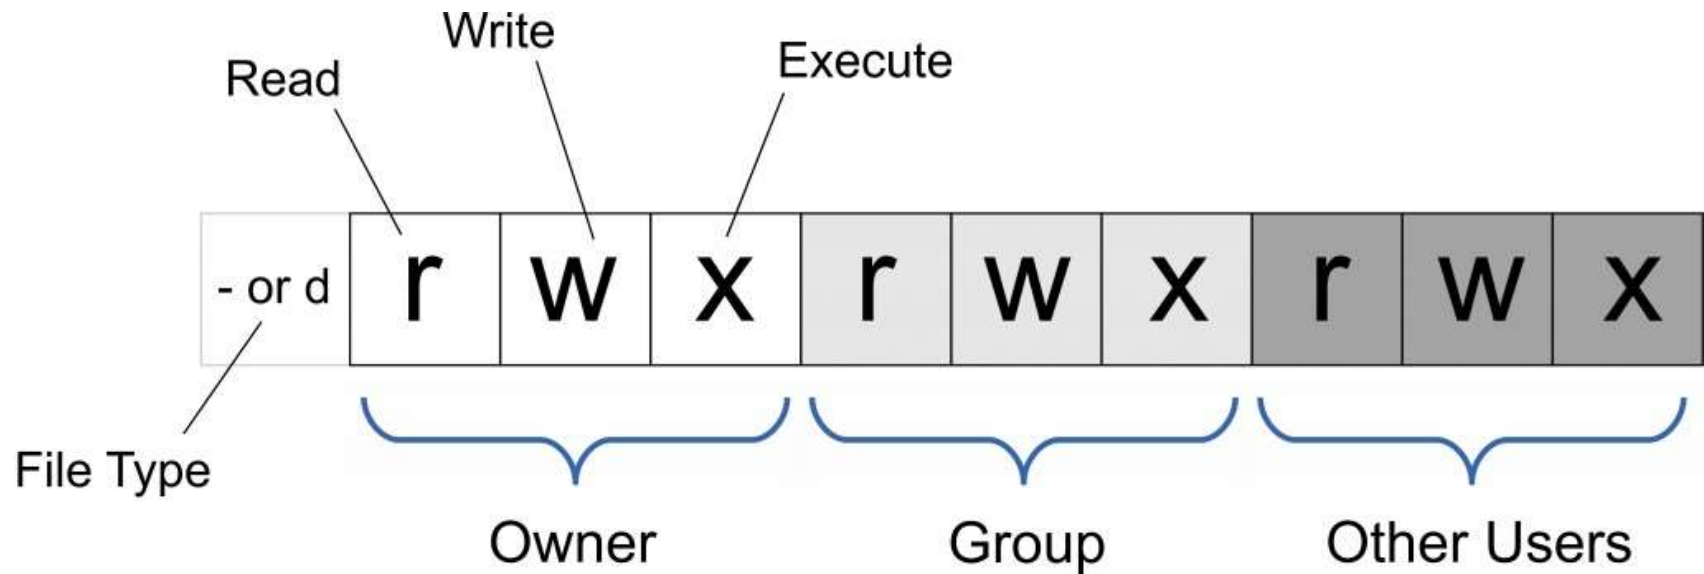 Write
Execute
Read
- or d r w x r w x r w x
File Type
Owner Group Other Users